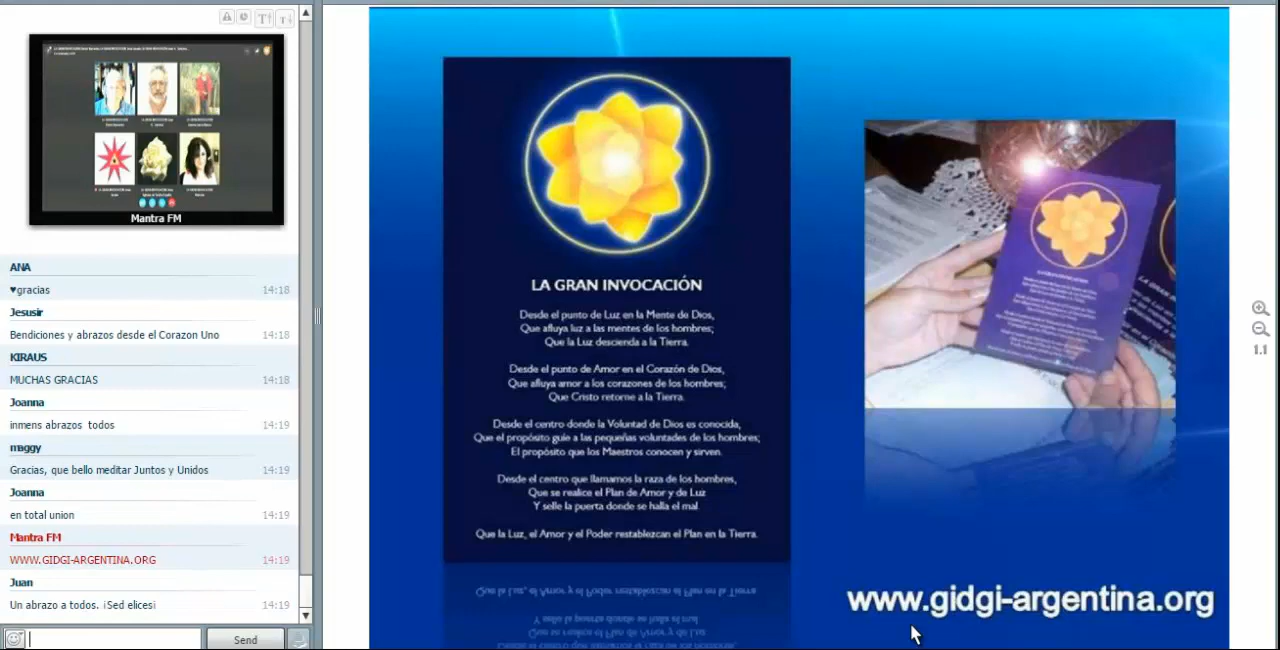 Mantra FM
ANA
♥gracias 14:18
Jesusir
Bendiciones y abrazos desde el Corazon Uno 14:18
KIRAUS
MUCHAS GRACIAS 14:18
Joanna
inmens abrazos todos 14:19
maggy
Gracias, que bello meditar Juntos y Unidos 14:19
Joanna
en total union 14:19
Mantra FM
WWW.GIDGI-ARGENTINA.ORG 14:19
Juan
Un abrazo a todos. ¡Sed elices¡ 14:19
Send
LA GRAN INVOCACIÓN
Desde el punto de Luz en la Mente de Dios,
Que afluya luz a las mentes de los hombres;
Que la Luz descienda a la Tierra.
Desde el punto de Amor en el Corazón de Dios,
Que afluya amor a los corazones de los hombres;
Que Cristo retorne a la Tierra.
Desde el centro donde la Voluntad de Dios es conocida,
Que el propósito guíe a las pequeñas voluntades de los hombres;
El propósito que los Maestros conocen y sirven.
Desde el centro que llamamos la raza de los hombres,
Que se realice el Plan de Amor y de Luz
Y selle la puerta donde se halla el mal
Que la Luz, el Amor y el Poder restablezcan el Plan en la Tierra.
LA GRAN INVOCACIÓN
www.gidgi-argentina.org
1.1